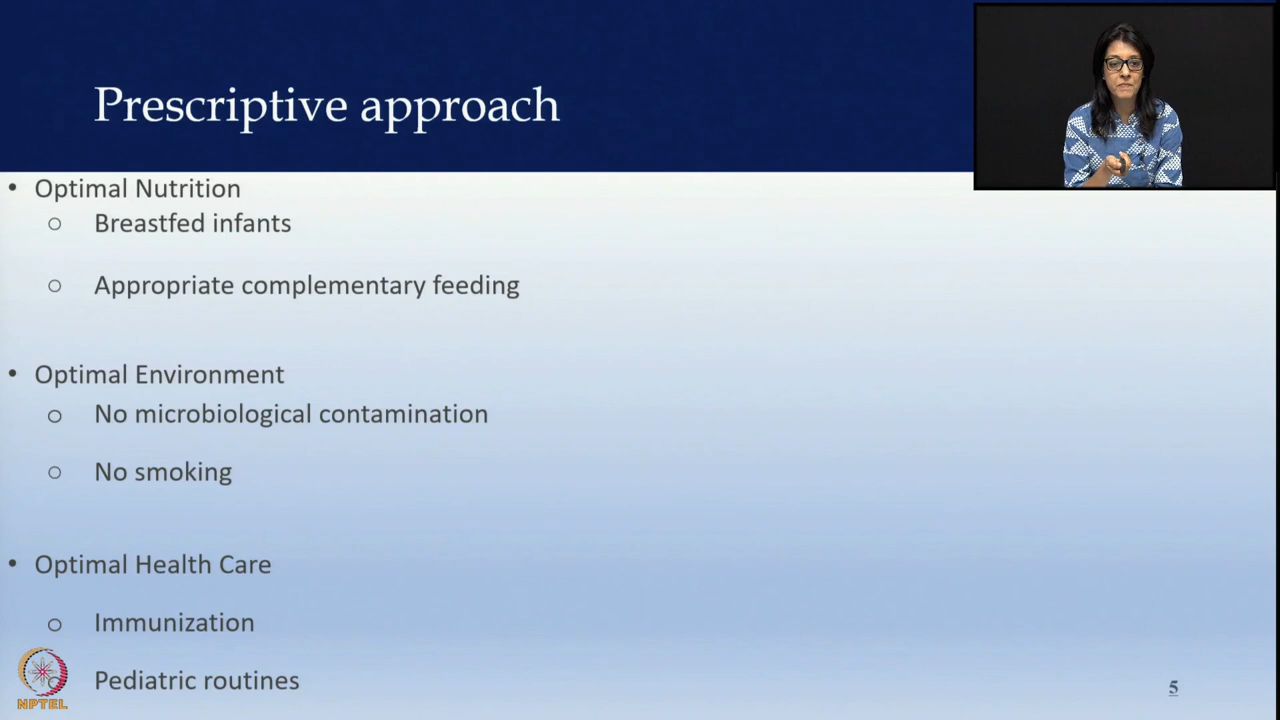 Prescriptive approach
• Optimal Nutrition
○ Breastfed infants
○ Appropriate complementary feeding
• Optimal Environment
○ No microbiological contamination
○ No smoking
• Optimal Health Care
○ Immunization
○ Pediatric routines
NPTEL
5